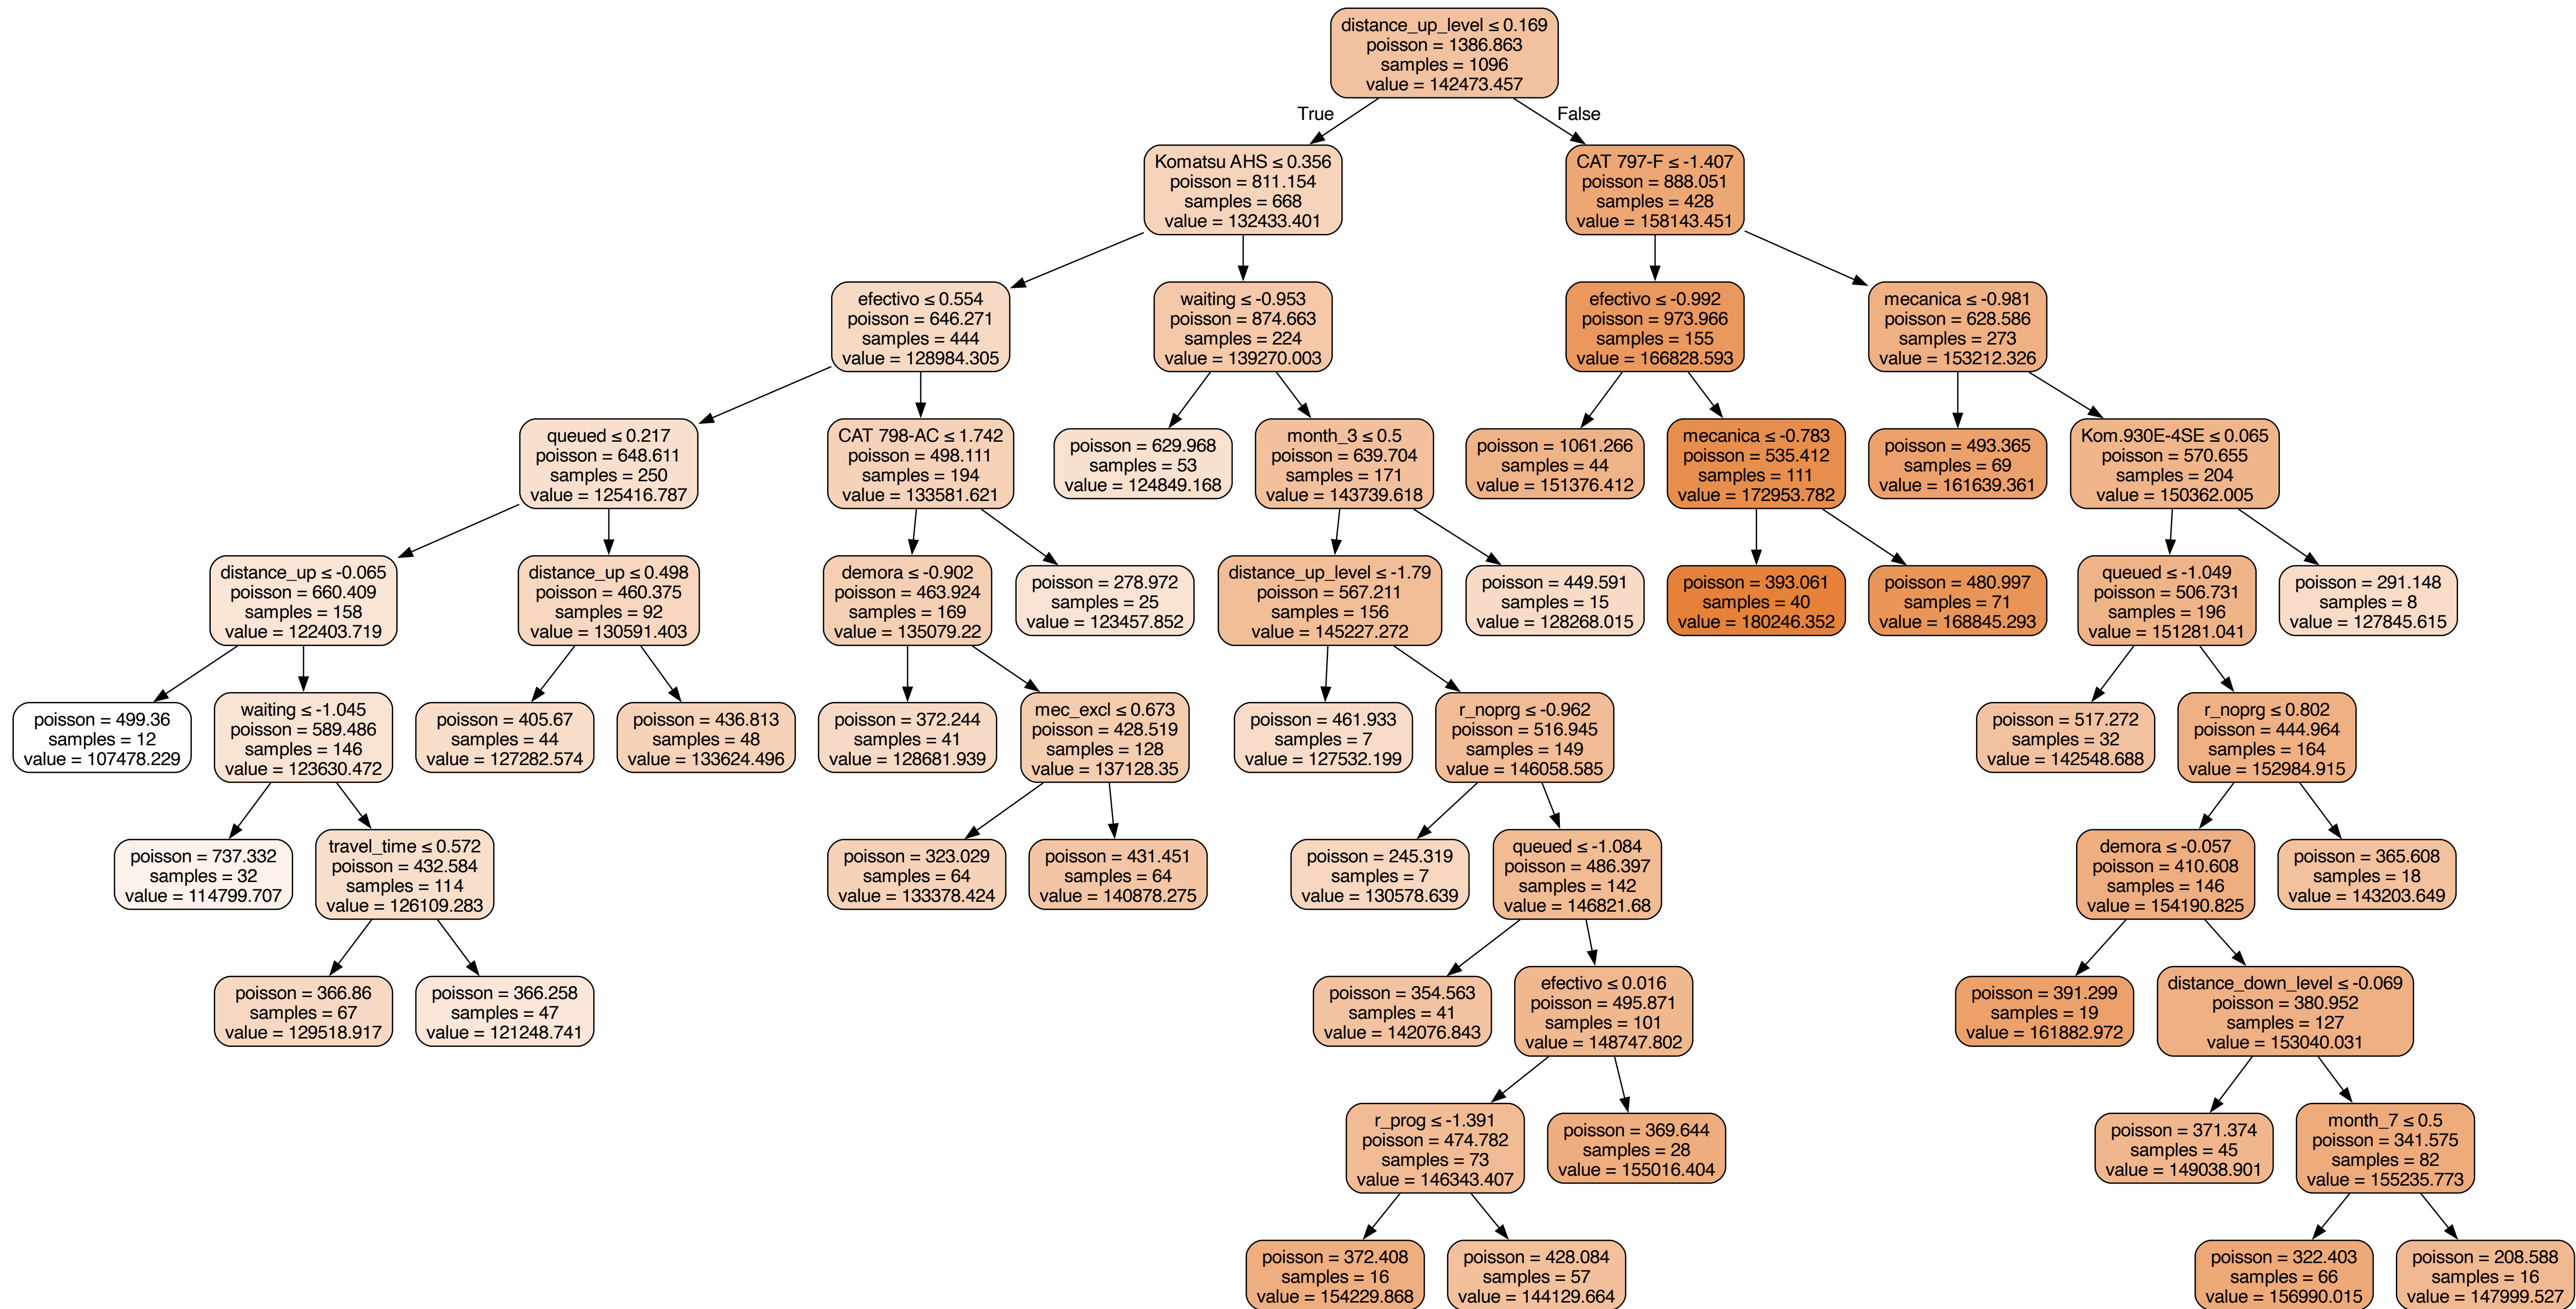 distance_up_level ≤ 0.169
poisson = 1386.863
samples = 1096
value = 142473.457
True
False
Komatsu AHS ≤ 0.356
poisson = 811.154
samples = 668
value = 132433.401
CAT 797-F ≤ -1.407
poisson = 888.051
samples = 428
value = 158143.451
efectivo ≤ 0.554
poisson = 646.271
samples = 444
value = 128984.305
waiting ≤ -0.953
poisson = 874.663
samples = 224
value = 139270.003
efectivo ≤ -0.992
poisson = 973.966
samples = 155
value = 166828.593
mecanica ≤ -0.981
poisson = 628.586
samples = 273
value = 153212.326
queued ≤ 0.217
poisson = 648.611
samples = 250
value = 125416.787
CAT 798-AC ≤ 1.742
poisson = 498.111
samples = 194
value = 133581.621
poisson = 629.968
samples = 53
value = 124849.168
month_3 ≤ 0.5
poisson = 639.704
samples = 171
value = 143739.618
poisson = 1061.266
samples = 44
value = 151376.412
mecanica ≤ -0.783
poisson = 535.412
samples = 111
value = 172953.782
poisson = 493.365
samples = 69
value = 161639.361
Kom.930E-4SE ≤ 0.065
poisson = 570.655
samples = 204
value = 150362.005
distance_up ≤ -0.065
poisson = 660.409
samples = 158
value = 122403.719
distance_up ≤ 0.498
poisson = 460.375
samples = 92
value = 130591.403
demora ≤ -0.902
poisson = 463.924
samples = 169
value = 135079.22
poisson = 278.972
samples = 25
value = 123457.852
distance_up_level ≤ -1.79
poisson = 567.211
samples = 156
value = 145227.272
poisson = 449.591
samples = 15
value = 128268.015
poisson = 393.061
samples = 40
value = 180246.352
poisson = 480.997
samples = 71
value = 168845.293
queued ≤ -1.049
poisson = 506.731
samples = 196
value = 151281.041
poisson = 291.148
samples = 8
value = 127845.615
poisson = 499.36
samples = 12
value = 107478.229
waiting ≤ -1.045
poisson = 589.486
samples = 146
value = 123630.472
poisson = 405.67
samples = 44
value = 127282.574
poisson = 436.813
samples = 48
value = 133624.496
poisson = 372.244
samples = 41
value = 128681.939
mec_excl ≤ 0.673
poisson = 428.519
samples = 128
value = 137128.35
poisson = 461.933
samples = 7
value = 127532.199
r_noprg ≤ -0.962
poisson = 516.945
samples = 149
value = 146058.585
poisson = 517.272
samples = 32
value = 142548.688
r_noprg ≤ 0.802
poisson = 444.964
samples = 164
value = 152984.915
poisson = 737.332
samples = 32
value = 114799.707
travel_time ≤ 0.572
poisson = 432.584
samples = 114
value = 126109.283
poisson = 323.029
samples = 64
value = 133378.424
poisson = 431.451
samples = 64
value = 140878.275
poisson = 245.319
samples = 7
value = 130578.639
queued ≤ -1.084
poisson = 486.397
samples = 142
value = 146821.68
demora ≤ -0.057
poisson = 410.608
samples = 146
value = 154190.825
poisson = 365.608
samples = 18
value = 143203.649
poisson = 366.86
samples = 67
value = 129518.917
poisson = 366.258
samples = 47
value = 121248.741
poisson = 354.563
samples = 41
value = 142076.843
efectivo ≤ 0.016
poisson = 495.871
samples = 101
value = 148747.802
poisson = 391.299
samples = 19
value = 161882.972
distance_down_level ≤ -0.069
poisson = 380.952
samples = 127
value = 153040.031
r_prog ≤ -1.391
poisson = 474.782
samples = 73
value = 146343.407
poisson = 369.644
samples = 28
value = 155016.404
poisson = 371.374
samples = 45
value = 149038.901
month_7 ≤ 0.5
poisson = 341.575
samples = 82
value = 155235.773
poisson = 372.408
samples = 16
value = 154229.868
poisson = 428.084
samples = 57
value = 144129.664
poisson = 322.403
samples = 66
value = 156990.015
poisson = 208.588
samples = 16
value = 147999.527